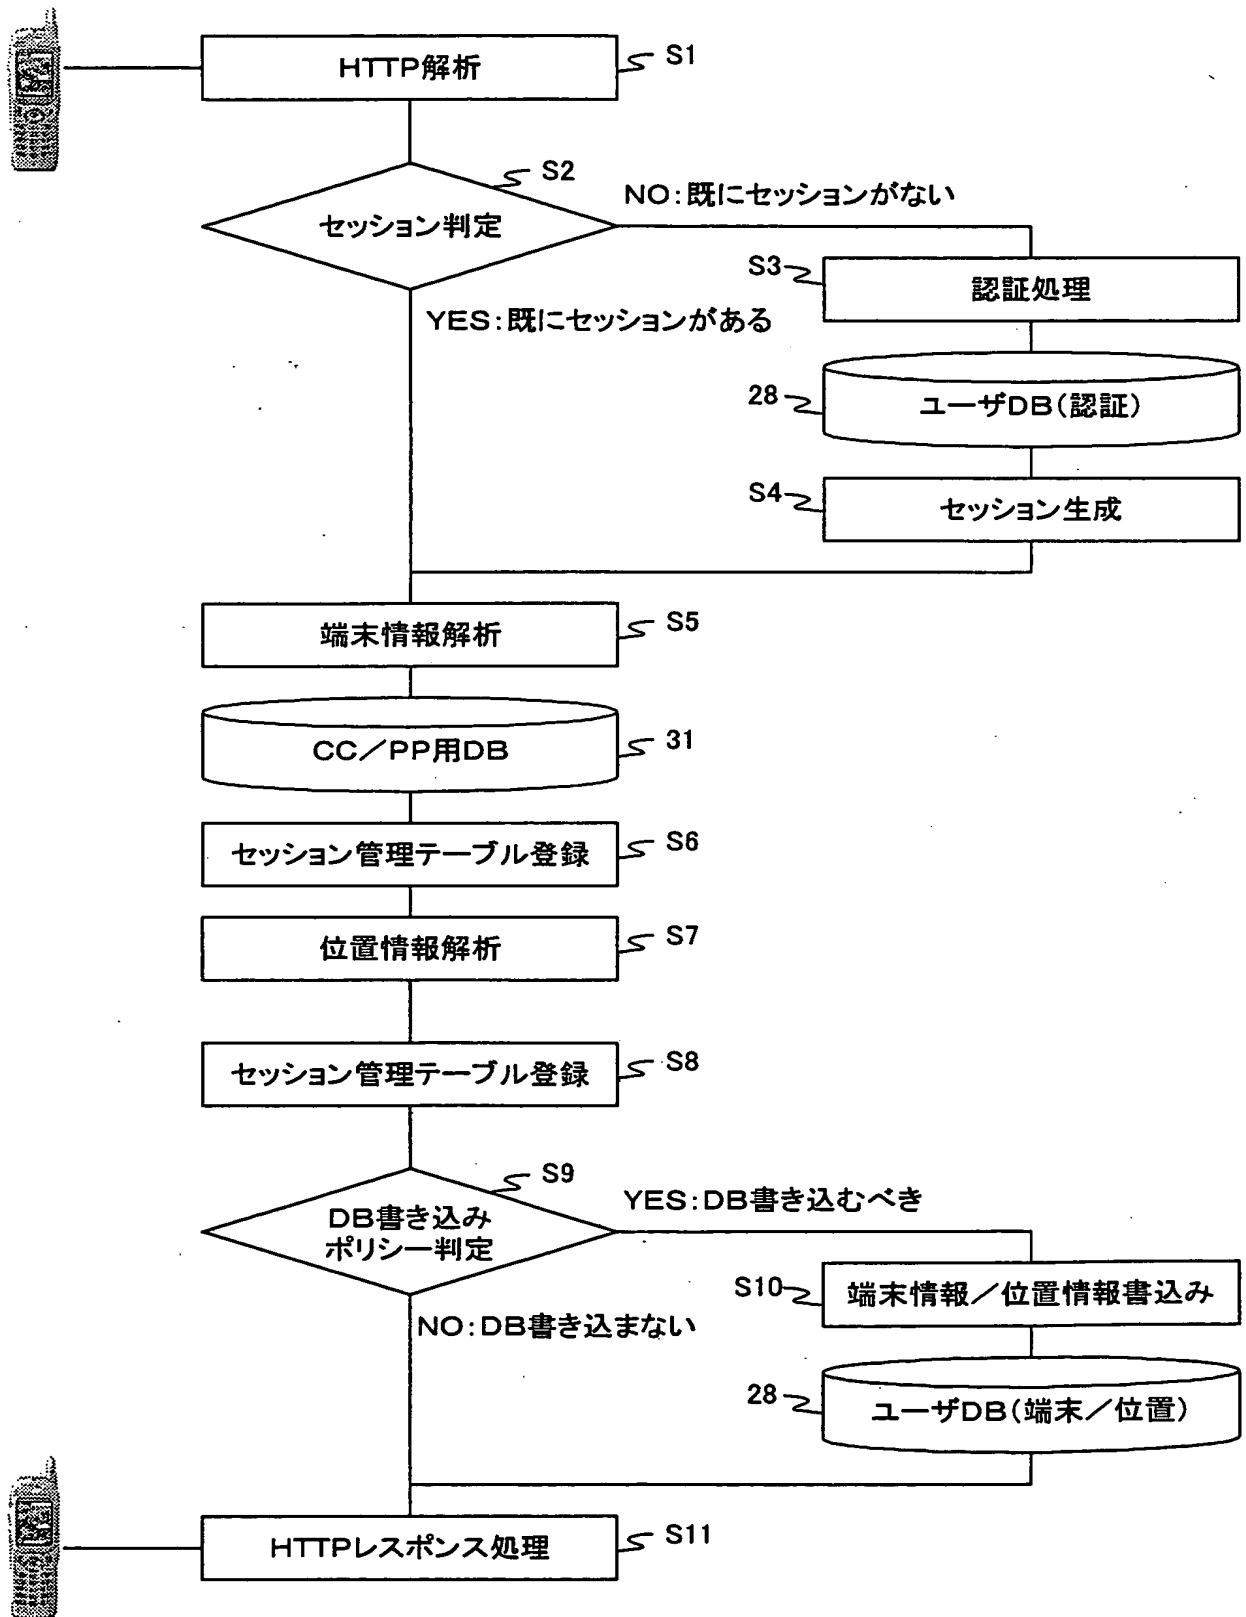 HTTP解析
S1
S2
セッション判定
NO:既にセッションがない
S3
認証処理
YES:既にセッションがある
28
ユーザDB(認証)
S4
セッション生成
端末情報解析
S5
CC/PP用DB
31
セッション管理テーブル登録
S6
位置情報解析
S7
セッション管理テーブル登録
S8
S9
DB書き込み
ポリシー判定
YES:DB書き込むべき
S10
端末情報/位置情報書込み
NO:DB書き込まない
28
ユーザDB(端末/位置)
HTTPレスポンス処理
S11